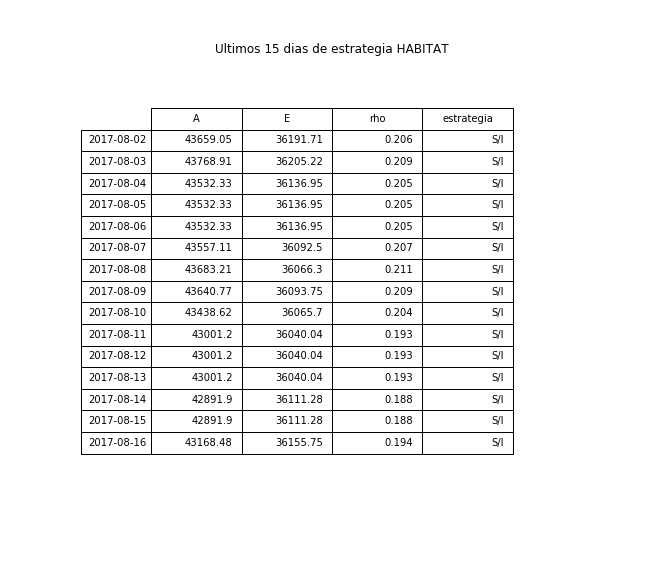 Ultimos 15 dias de estrategia HABITAT
A E rho estrategia
2017-08-02 43659.05 36191.71 0.206 S/I
2017-08-03 43768.91 36205.22 0.209 S/I
2017-08-04 43532.33 36136.95 0.205 S/I
2017-08-05 43532.33 36136.95 0.205 S/I
2017-08-06 43532.33 36136.95 0.205 S/I
2017-08-07 43557.11 36092.5 0.207 S/I
2017-08-08 43683.21 36066.3 0.211 S/I
2017-08-09 43640.77 36093.75 0.209 S/I
2017-08-10 43438.62 36065.7 0.204 S/I
2017-08-11 43001.2 36040.04 0.193 S/I
2017-08-12 43001.2 36040.04 0.193 S/I
2017-08-13 43001.2 36040.04 0.193 S/I
2017-08-14 42891.9 36111.28 0.188 S/I
2017-08-15 42891.9 36111.28 0.188 S/I
2017-08-16 43168.48 36155.75 0.194 S/I